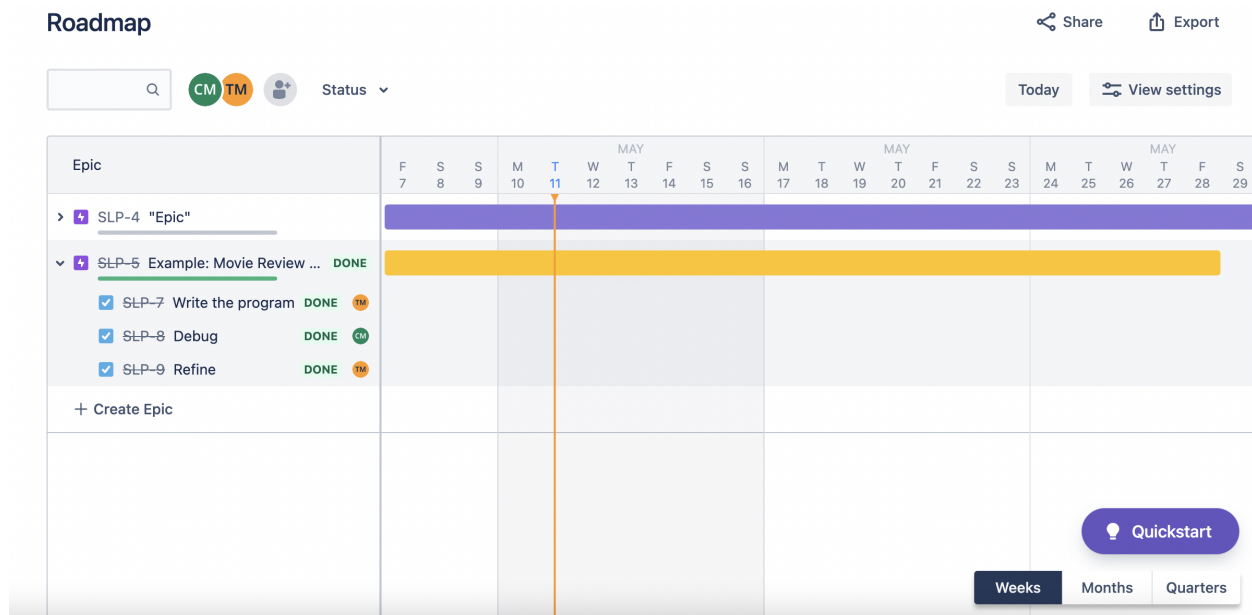 Roadmap
Share
Export
CM TM
Status
Today
View settings
Epic
MAY MAY MAY
F S S M T W T F S S M T W T F S S M T W T F S
7 8 9 10 11 12 13 14 15 16 17 18 19 20 21 22 23 24 25 26 27 28 29
SLP-4 "Epic"
SLP-5 Example: Movie Review ... DONE
SLP-7 Write the program DONE TM
SLP-8 Debug DONE CM
SLP-9 Refine DONE TM
+ Create Epic
Quickstart
Weeks Months Quarters